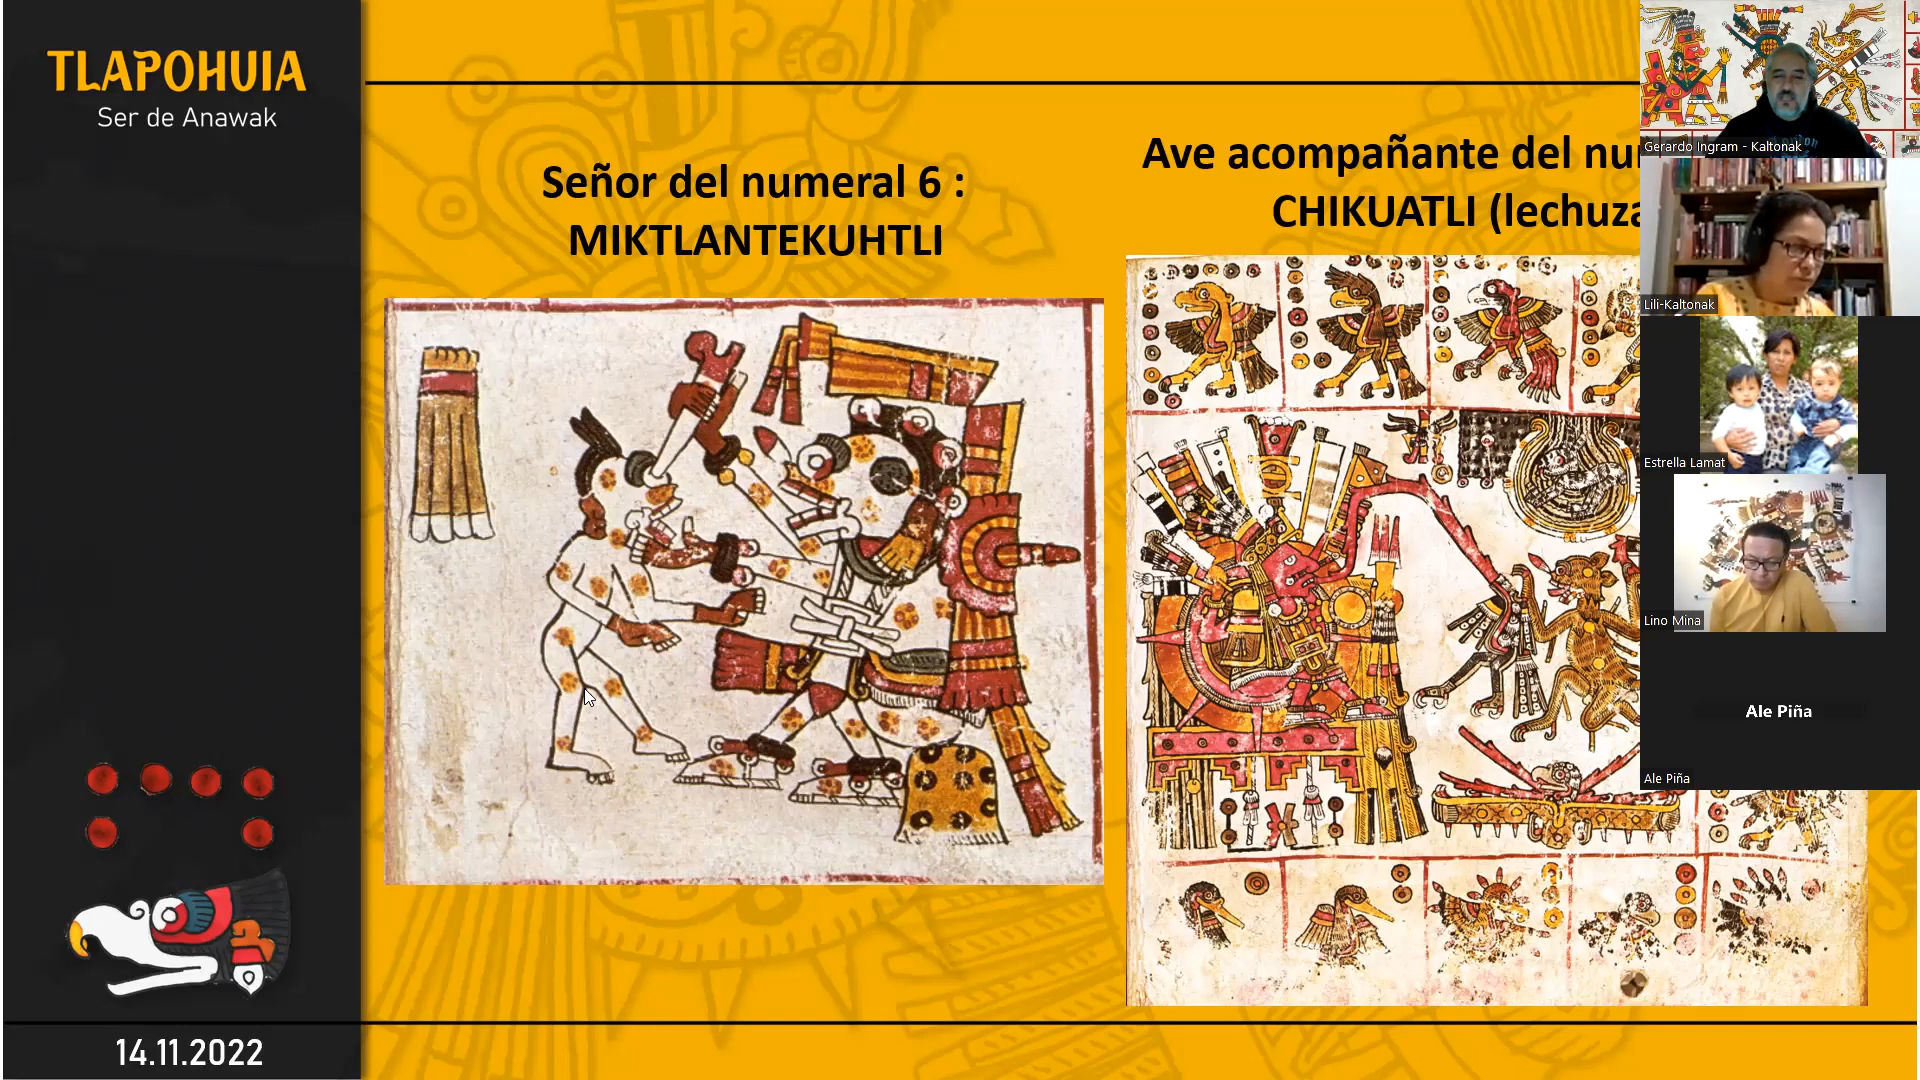 TLAPOHUIA
Ser de Anawak
Señor del numeral 6 :
MIKTLANTEKUHTLI
Ave acompañante del nu
CHIKUATLI (lechuza
Gerardo Ingram - Kaltonak
Lili-Kaltonak
Estrella Lamat
Lino Mina
Ale Piña
Ale Piña
14.11.2022